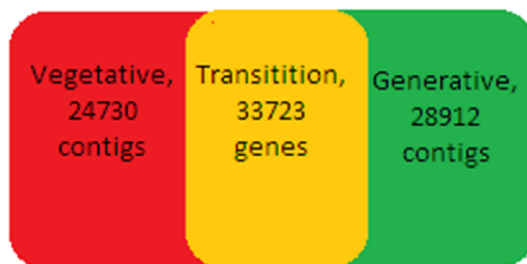 Vegetative,
24730
contigs
Transitition,
33723
genes
Generative,
28912
contigs